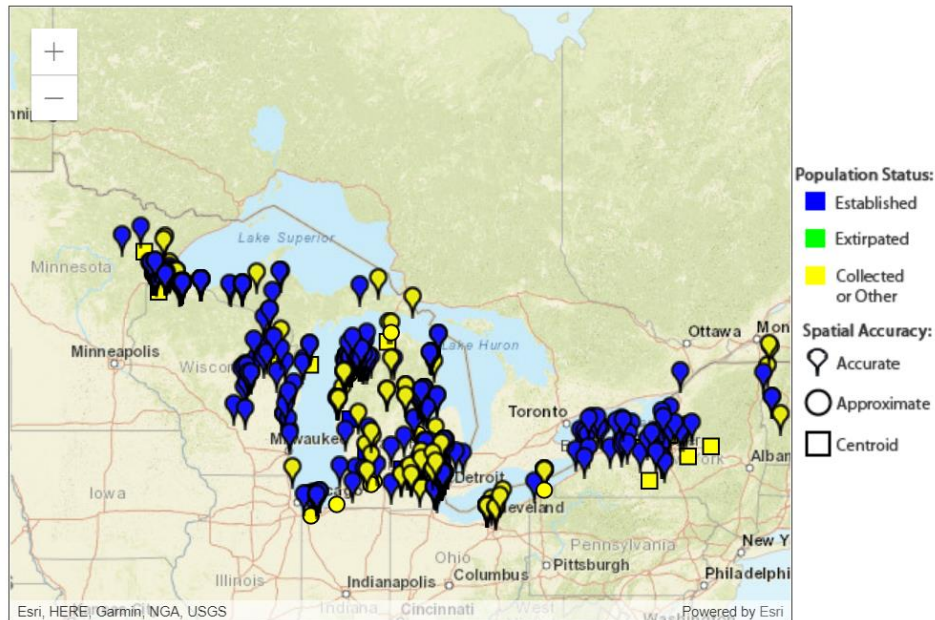 +
−
Lake Superior
Minnesota
Ottawa
Mon
Lake Huron
Minneapolis
Wiscon
Toronto
Milwaukee
Alban
Detroit
Iowa
Cleveland
New Y
Pennsylvania
Ohio
Pittsburgh
Illinois
Columbus
Philadelphi
Indianapolis
Indiana
Cincinnati
West
Esri, HERE, Garmin, NGA, USGS
Powered by Esri
Population Status:
Established
Extirpated
Collected
or Other
Spatial Accuracy:
Accurate
Approximate
Centroid